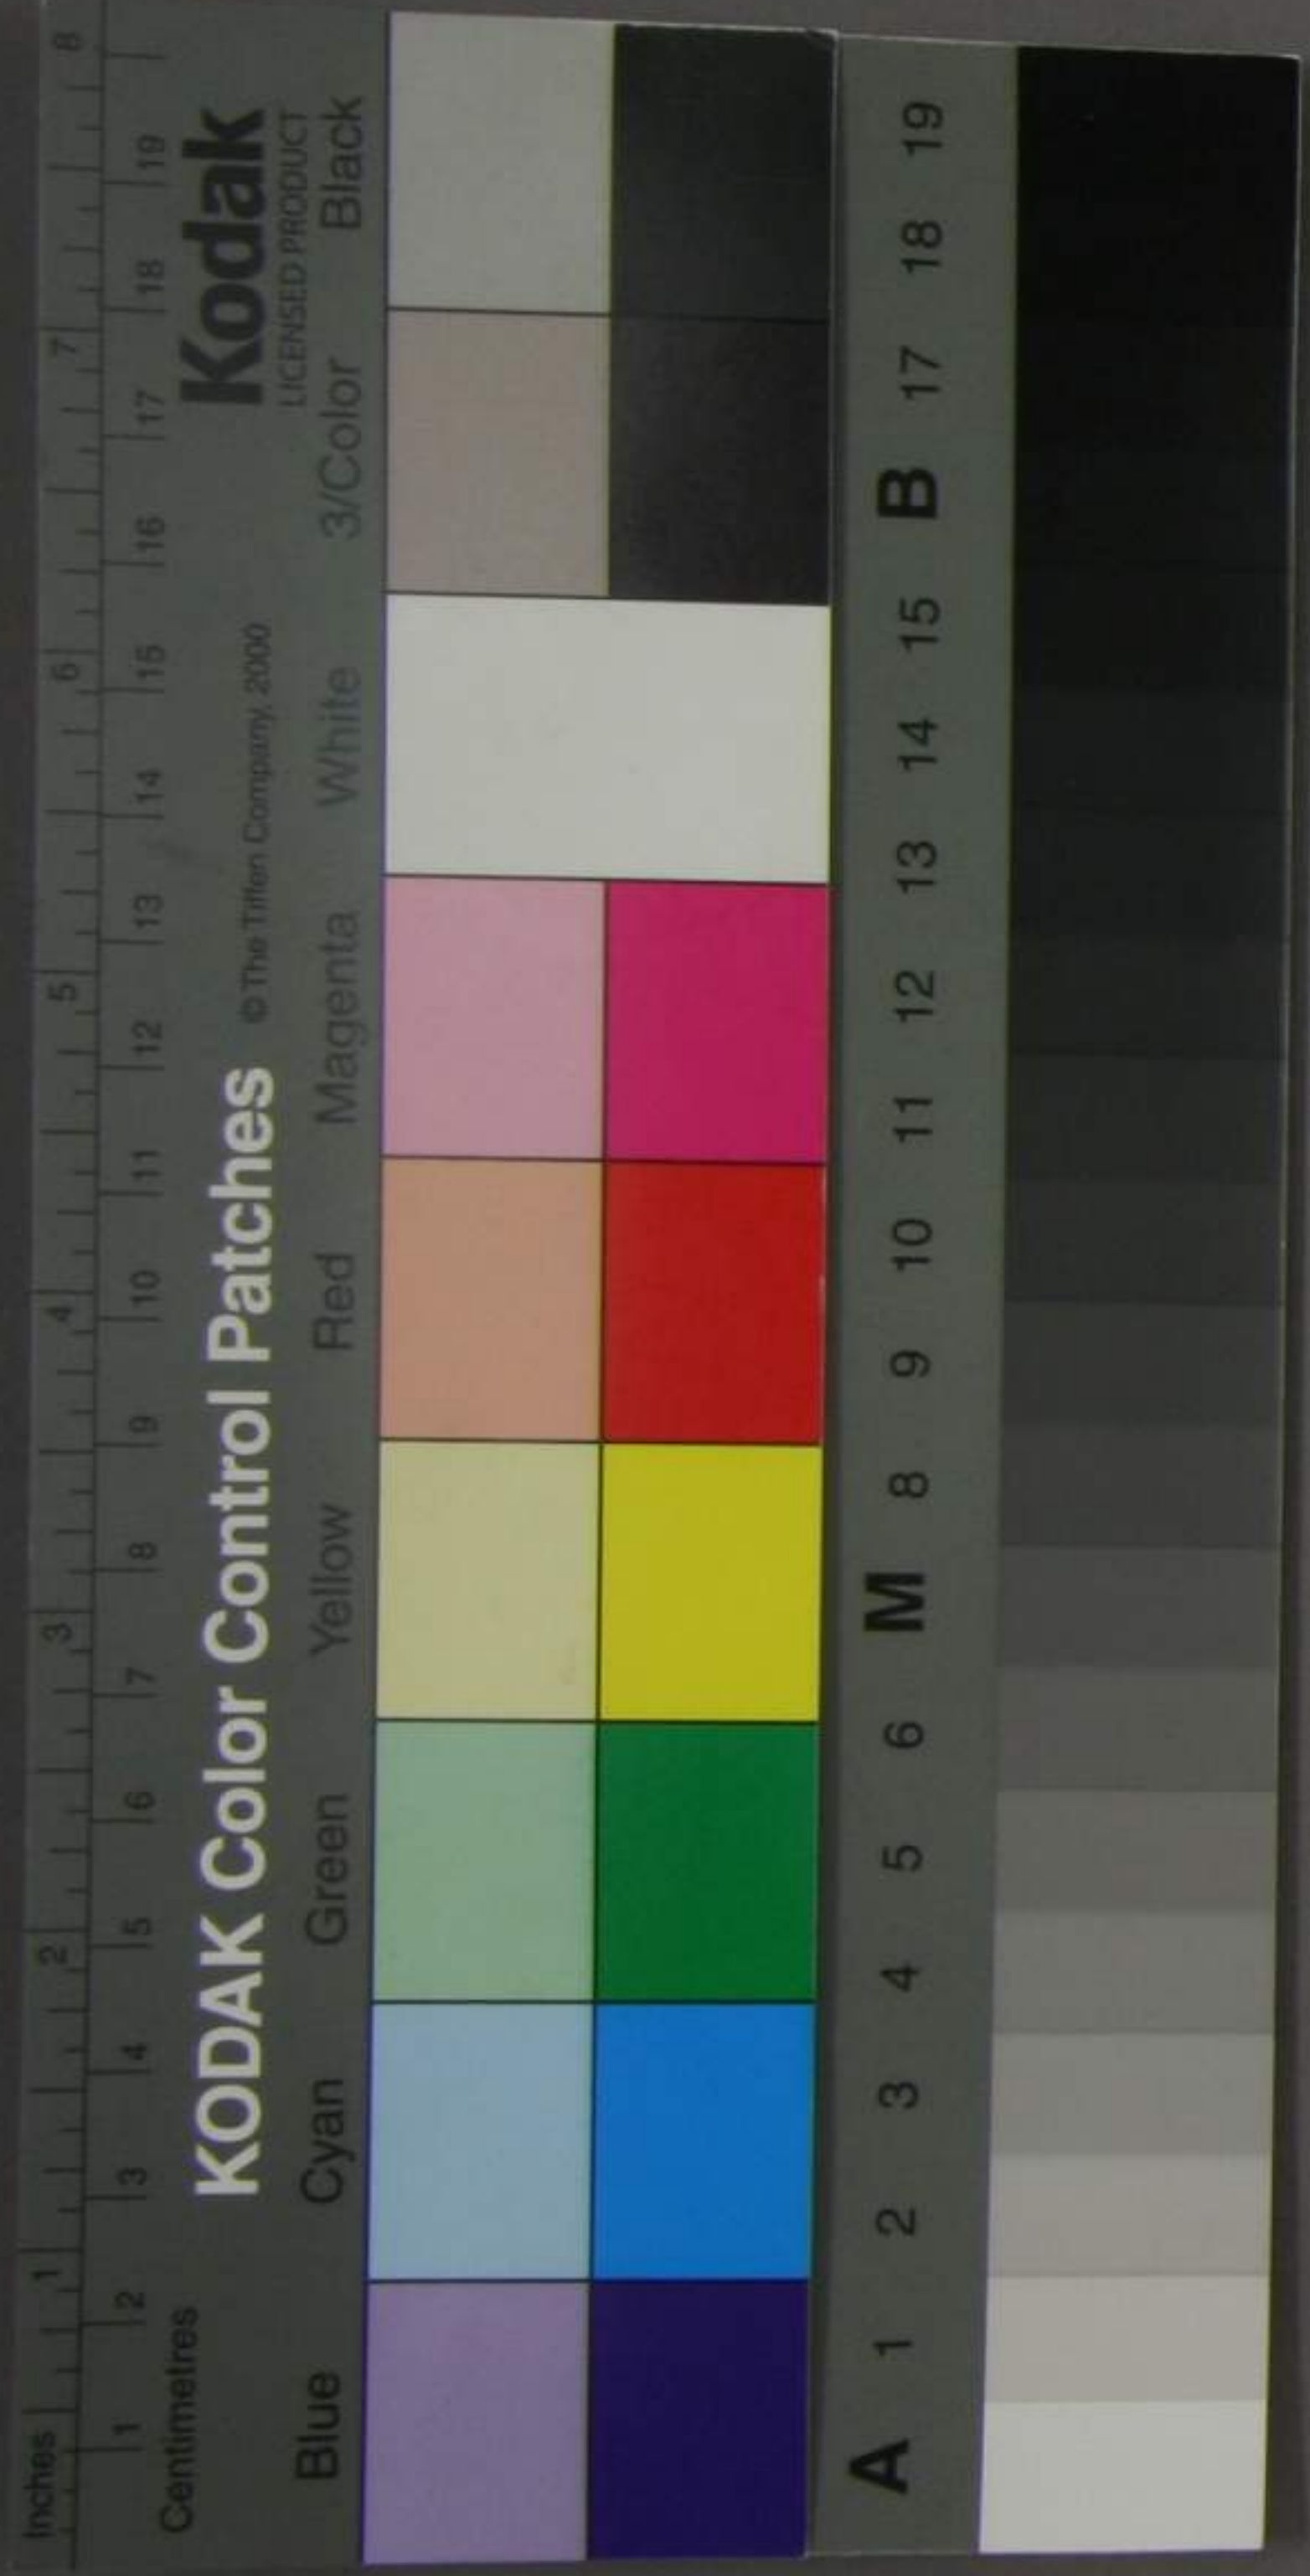 Inches 1 2 3 4 5 6 7 8
Centimetres 1 2 3 4 5 6 7 8 9 10 11 12 13 14 15 16 17 18 19
KODAK Color Control Patches © The Tiffen Company, 2000 Kodak
LICENSED PRODUCT
Blue Cyan Green Yellow Red Magenta White 3/Color Black
A 1 2 3 4 5 6 M 8 9 10 11 12 13 14 15 B 17 18 19